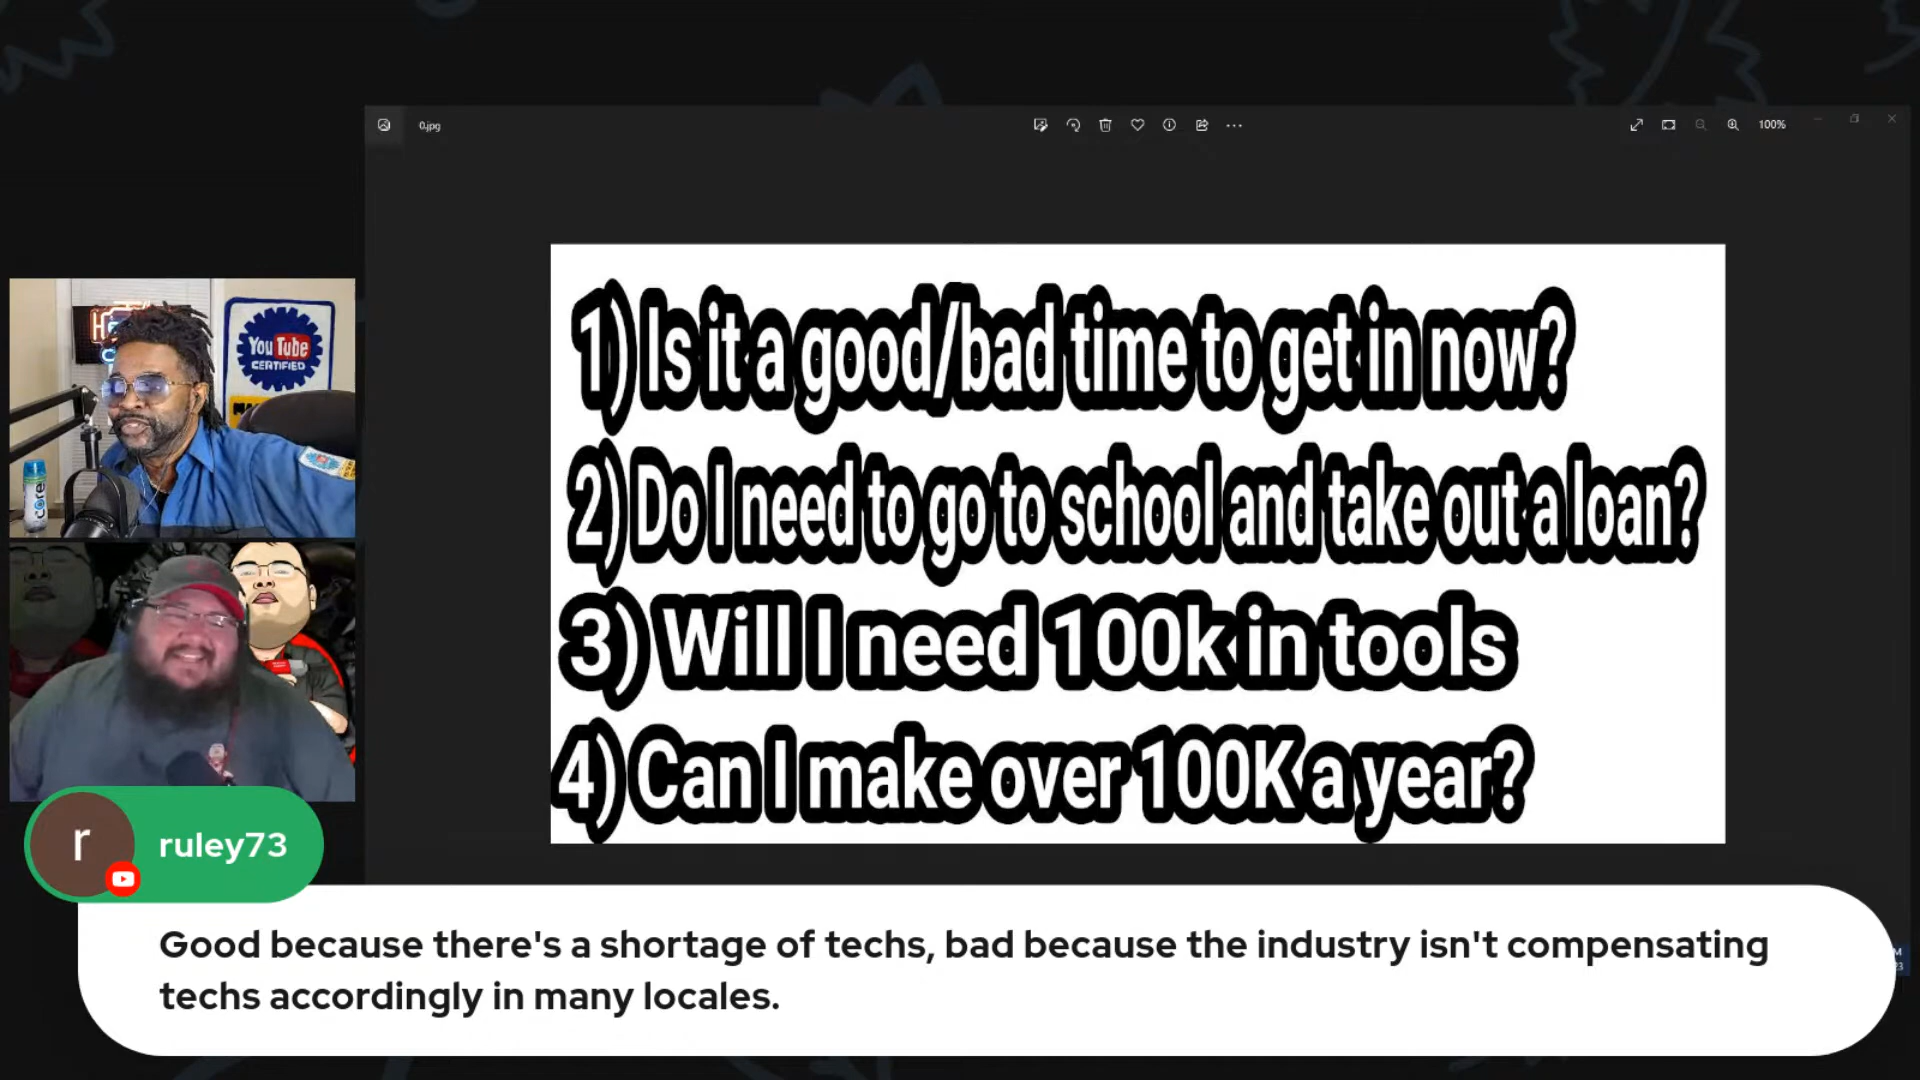 0.jpg
100%
1) Is it a good/bad time to get in now?
2) Do I need to go to school and take out a loan?
3) Will I need 100k in tools
4) Can I make over 100K a year?
YouTube
CERTIFIED
core
r
ruley73
Good because there's a shortage of techs, bad because the industry isn't compensating
techs accordingly in many locales.